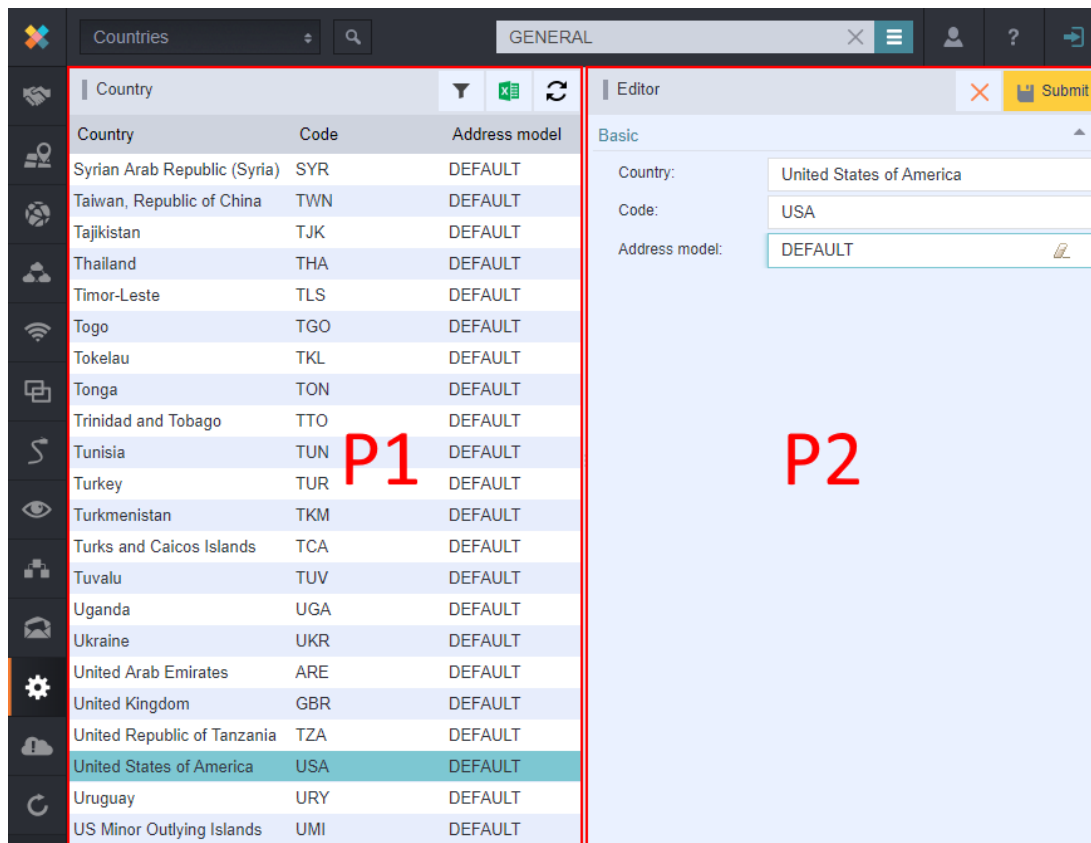 Countries GENERAL ?
Country
Country Code Address model
Syrian Arab Republic (Syria) SYR DEFAULT
Taiwan, Republic of China TWN DEFAULT
Tajikistan TJK DEFAULT
Thailand THA DEFAULT
Timor-Leste TLS DEFAULT
Togo TGO DEFAULT
Tokelau TKL DEFAULT
Tonga TON DEFAULT
Trinidad and Tobago TTO DEFAULT
Tunisia TUN DEFAULT
Turkey TUR DEFAULT
Turkmenistan TKM DEFAULT
Turks and Caicos Islands TCA DEFAULT
Tuvalu TUV DEFAULT
Uganda UGA DEFAULT
Ukraine UKR DEFAULT
United Arab Emirates ARE DEFAULT
United Kingdom GBR DEFAULT
United Republic of Tanzania TZA DEFAULT
United States of America USA DEFAULT
Uruguay URY DEFAULT
US Minor Outlying Islands UMI DEFAULT
P1
Editor Submit
Basic
Country: United States of America
Code: USA
Address model: DEFAULT
P2